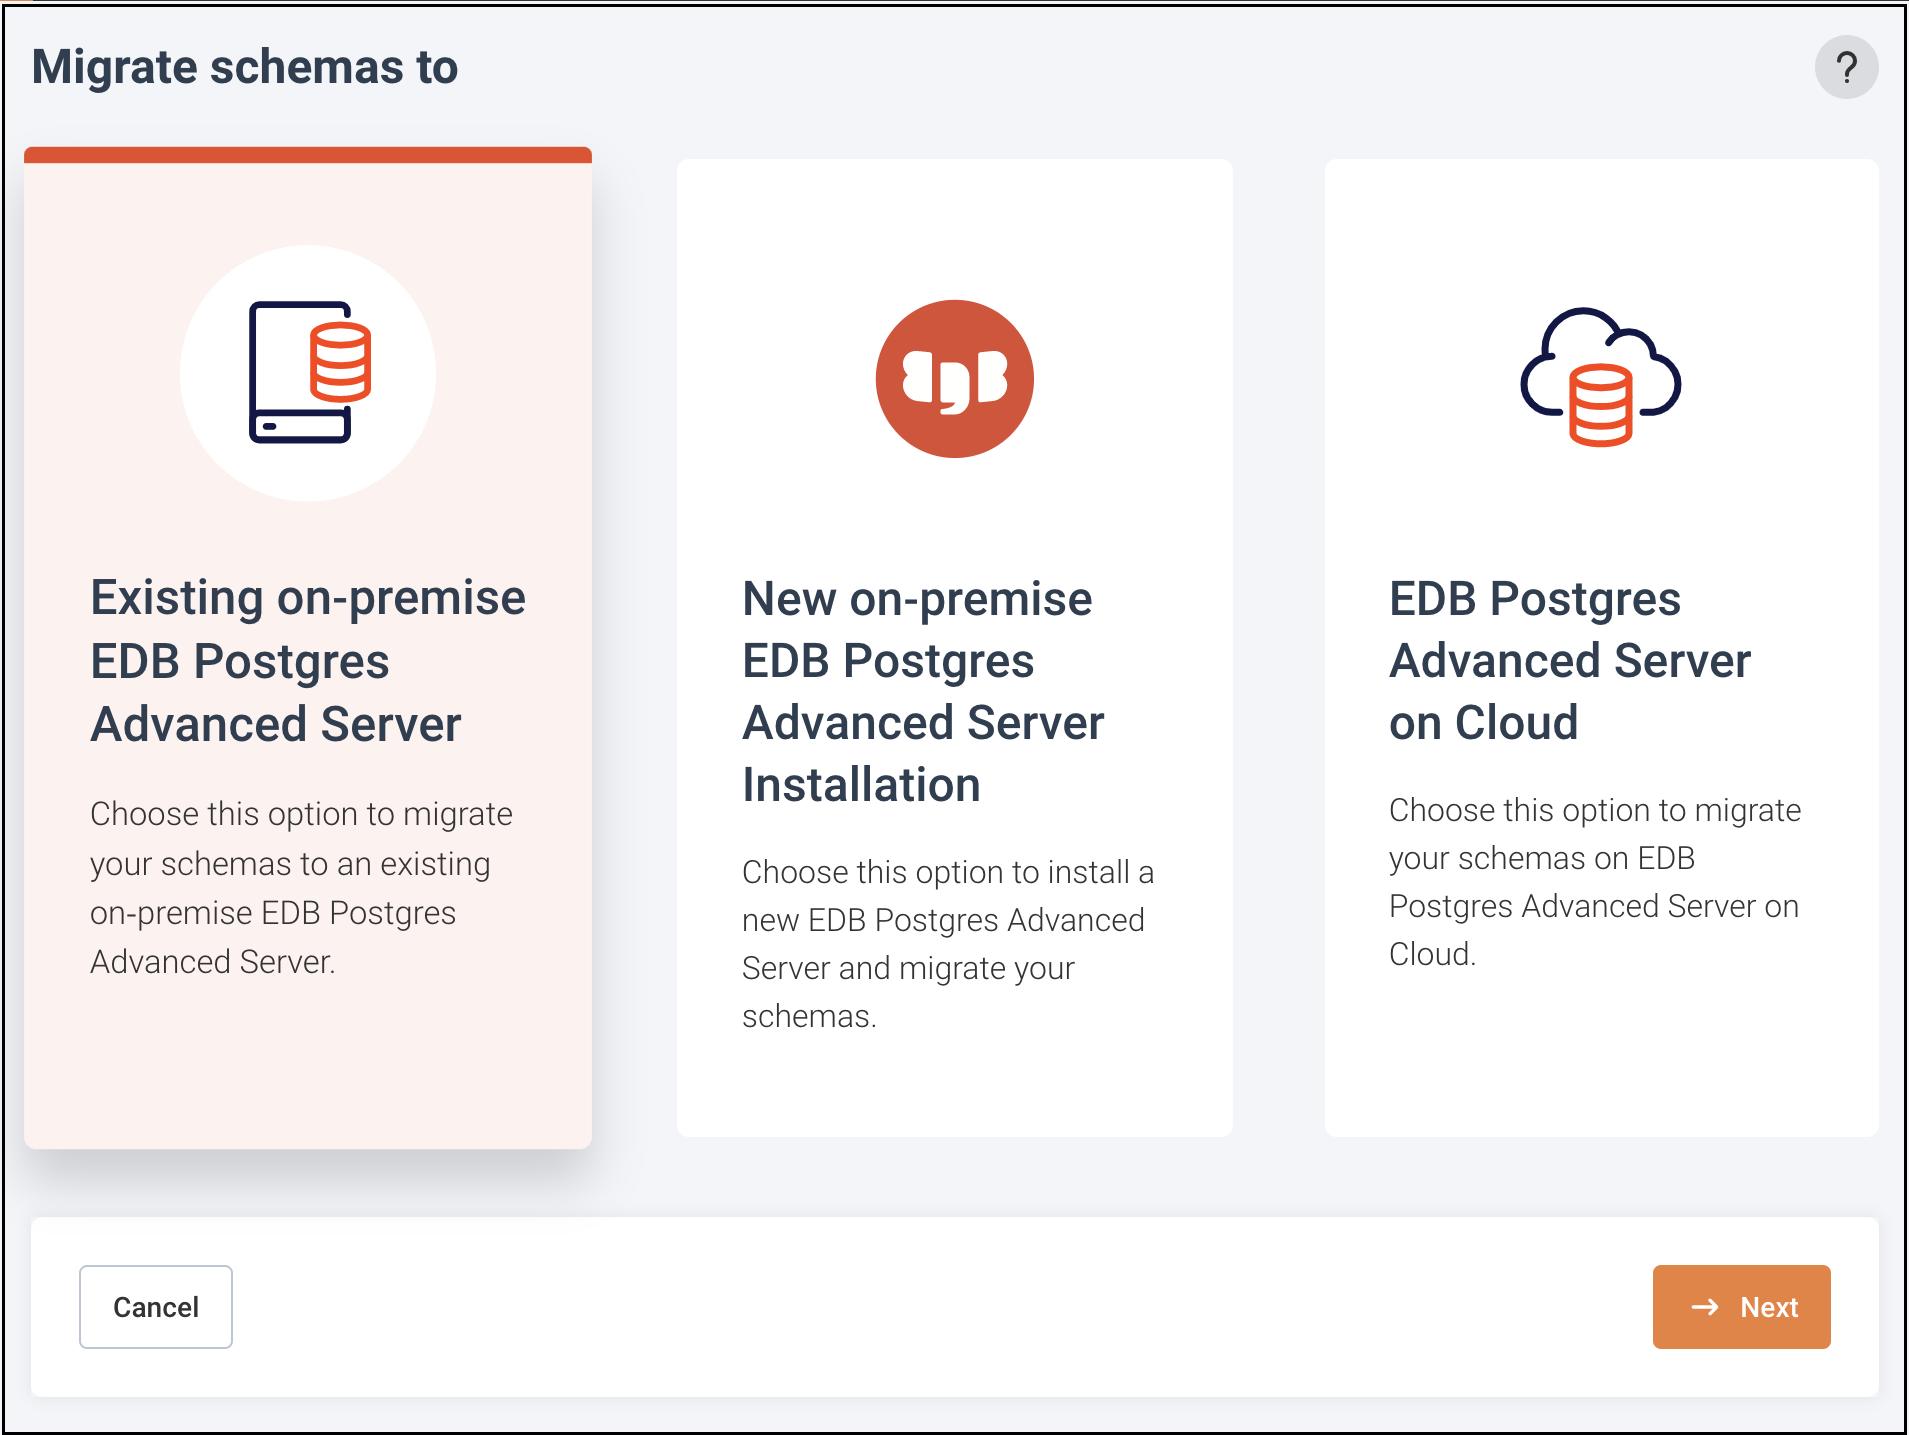 Migrate schemas to
?
Existing on-premise
EDB Postgres
Advanced Server
Choose this option to migrate
your schemas to an existing
on-premise EDB Postgres
Advanced Server.
New on-premise
EDB Postgres
Advanced Server
Installation
Choose this option to install a
new EDB Postgres Advanced
Server and migrate your
schemas.
EDB Postgres
Advanced Server
on Cloud
Choose this option to migrate
your schemas on EDB
Postgres Advanced Server on
Cloud.
Cancel
→ Next